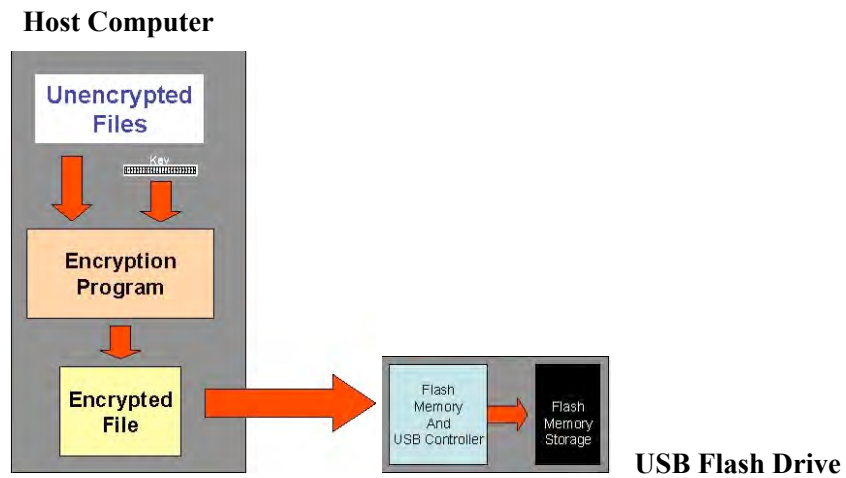 Host Computer
Unencrypted
Files
Key
Encryption
Program
Encrypted
File
Flash
Memory
And
USB Controller
Flash
Memory
Storage
USB Flash Drive